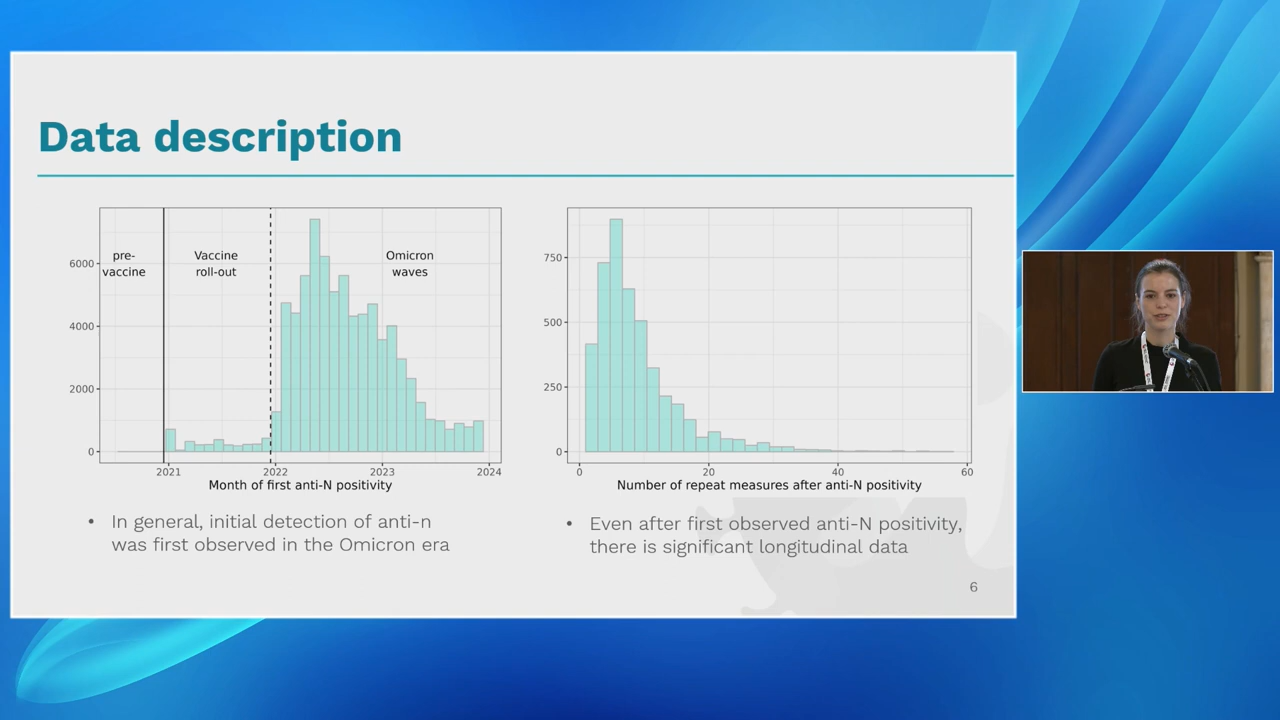 Data description
pre-
vaccine
Vaccine
roll-out
Omicron
waves
6000
4000
2000
0
2021
2022
2023
2024
Month of first anti-N positivity
750
500
250
0
0
20
40
60
Number of repeat measures after anti-N positivity
• In general, initial detection of anti-n
was first observed in the Omicron era
• Even after first observed anti-N positivity,
there is significant longitudinal data
6